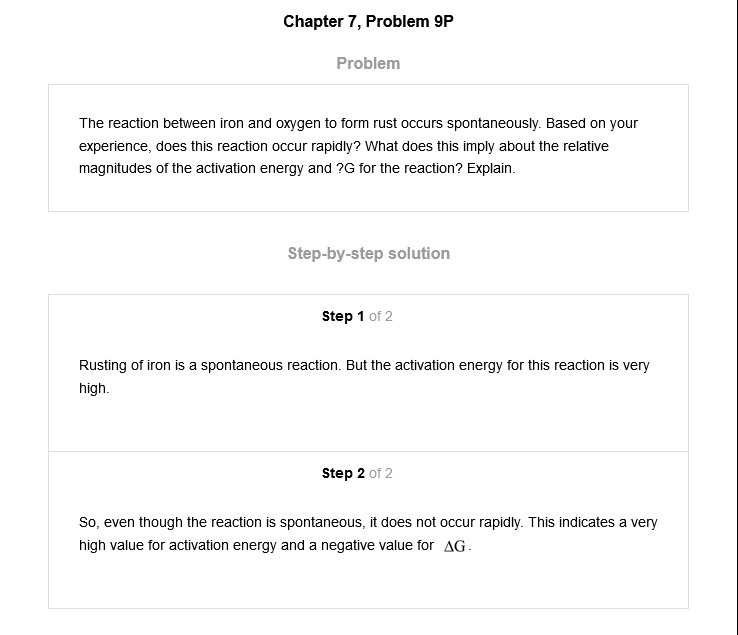 Chapter 7, Problem 9P
Problem
The reaction between iron and oxygen to form rust occurs spontaneously. Based on your
experience, does this reaction occur rapidly? What does this imply about the relative
magnitudes of the activation energy and ?G for the reaction? Explain.
Step-by-step solution
Step 1 of 2
Rusting of iron is a spontaneous reaction. But the activation energy for this reaction is very
high.
Step 2 of 2
So, even though the reaction is spontaneous, it does not occur rapidly. This indicates a very
high value for activation energy and a negative value for ΔG.